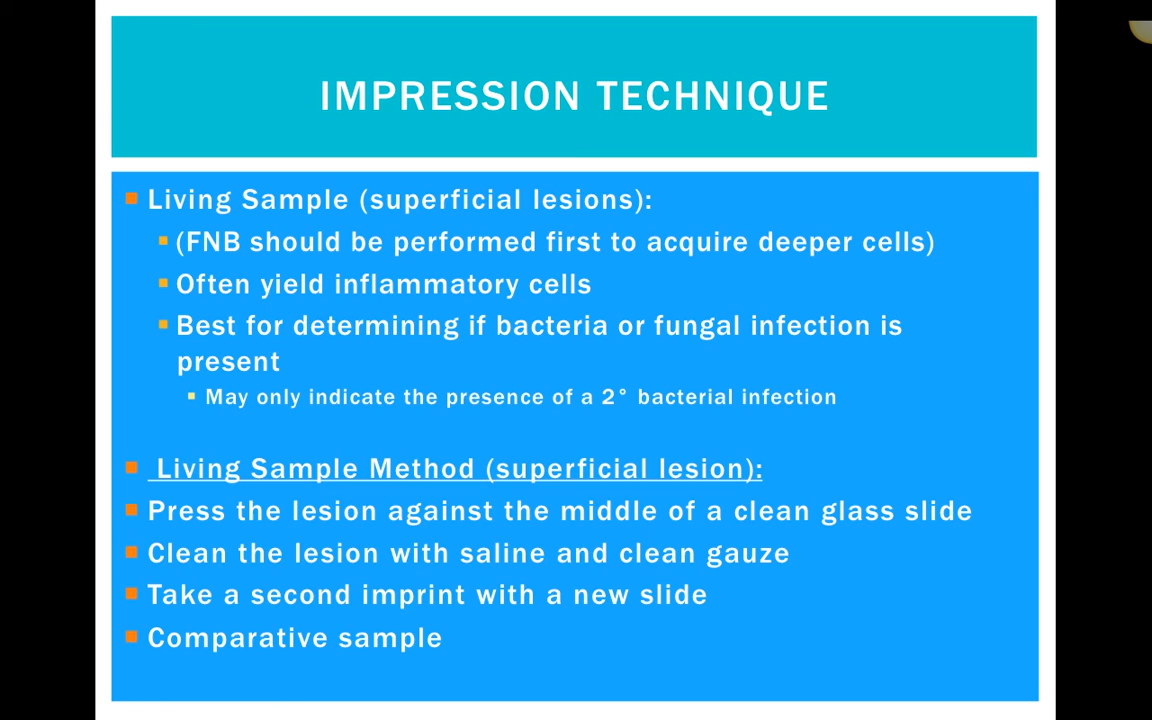 IMPRESSION TECHNIQUE
Living Sample (superficial lesions):
(FNB should be performed first to acquire deeper cells)
Often yield inflammatory cells
Best for determining if bacteria or fungal infection is
present
May only indicate the presence of a 2° bacterial infection
Living Sample Method (superficial lesion):
Press the lesion against the middle of a clean glass slide
Clean the lesion with saline and clean gauze
Take a second imprint with a new slide
Comparative sample